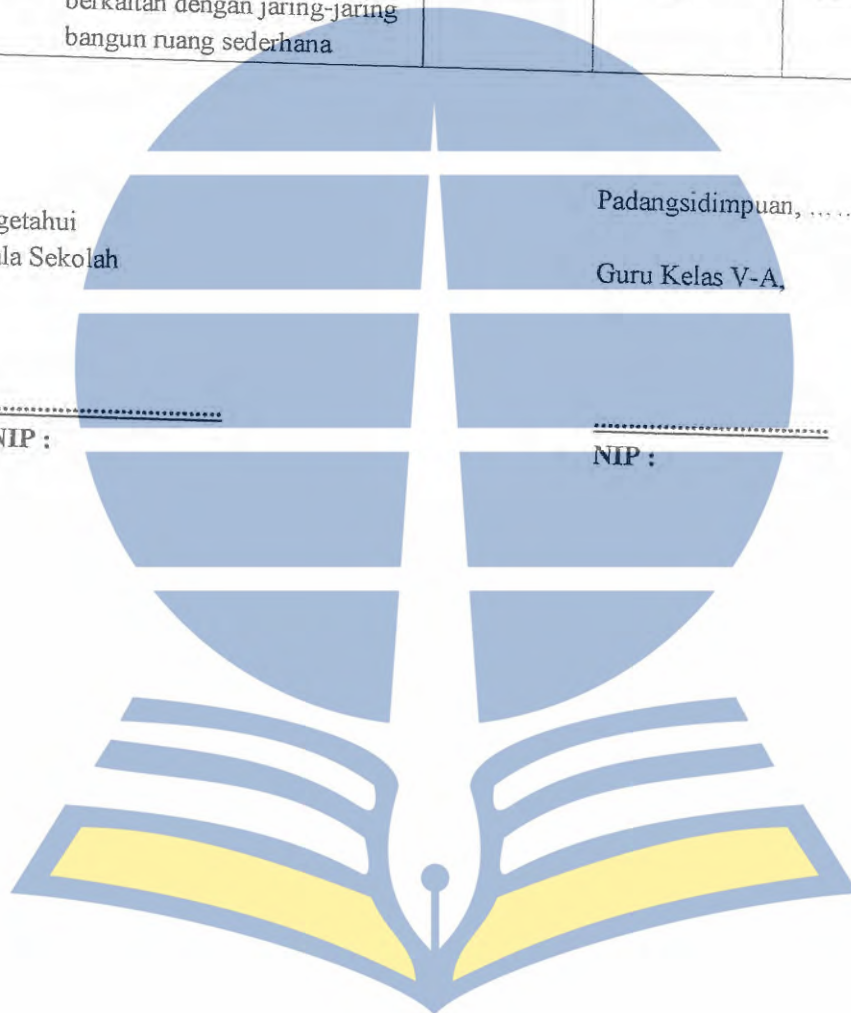 berkaitan dengan jaring-jaring
bangun ruang sederhana
getahui
la Sekolah
Padangsidimpuan, ......
Guru Kelas V-A,
NIP :
NIP :